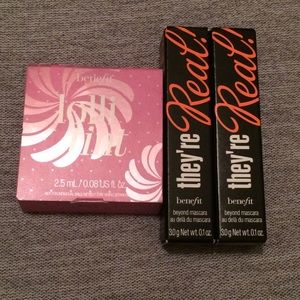 benefit
lolli
tint
2.5 mL / 0.08 US fl. oz.
they're Real!
benefit
beyond mascara
au delà du mascara
3.0 g Net wt. 0.1 oz.
they're Real!
benefit
beyond mascara
au delà du mascara
3.0 g Net wt. 0.1 oz.